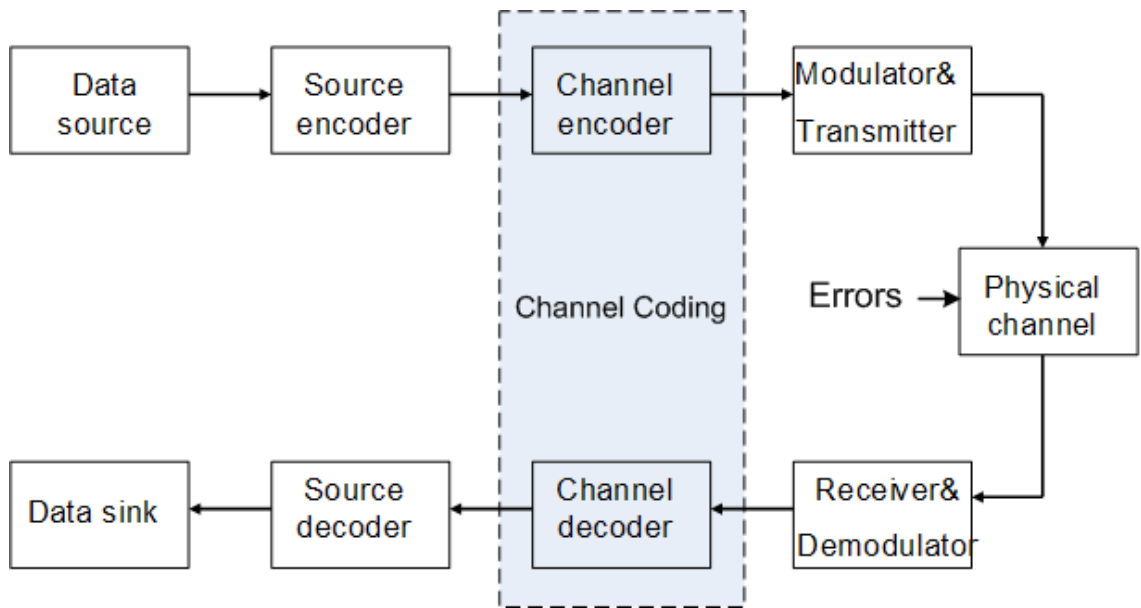 Data
source
Source
encoder
Channel
encoder
Modulator&
Transmitter
Errors
Physical
channel
Channel Coding
Data sink
Source
decoder
Channel
decoder
Receiver&
Demodulator